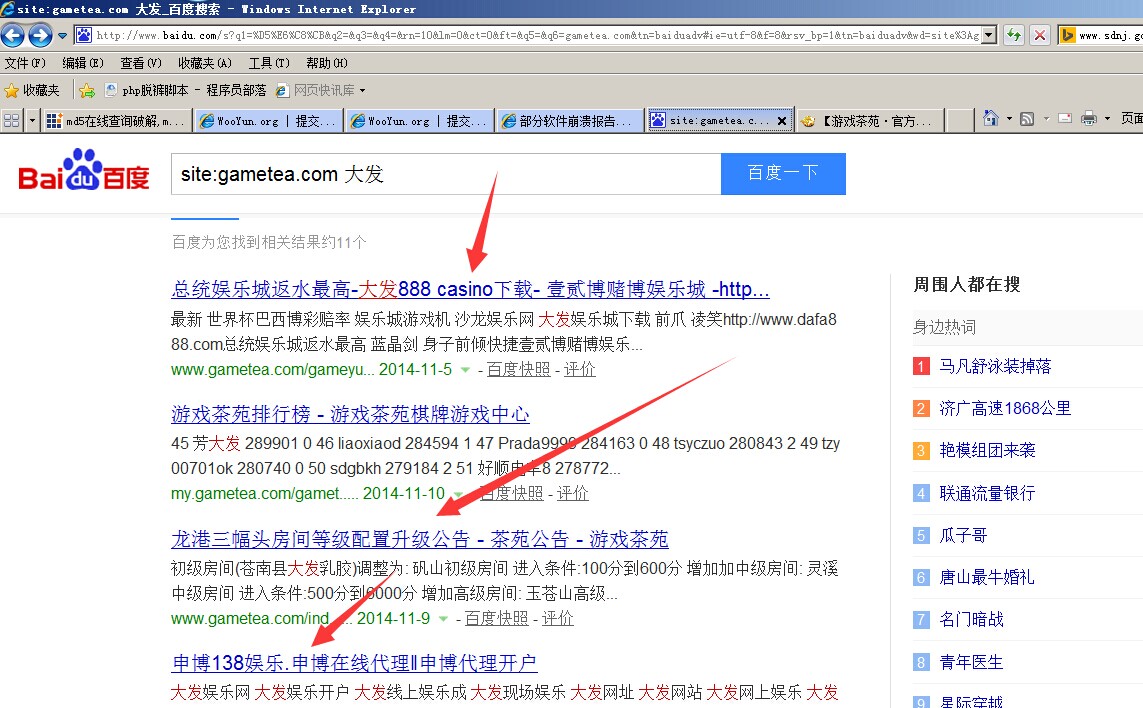 site:gametea.com 大发_百度搜索 - Windows Internet Explorer
http://www.baidu.com/s?q1=%D5%E6%C8%CB&q2=&q3=&q4=&rn=10&lm=0&ct=0&ft=&q5=&q6=gametea.com&tn=baiduadv#ie=utf-8&f=8&rsv_bp=1&tn=baiduadv&wd=site%3Ag
www.sdnj.go
文件(F) 编辑(E) 查看(V) 收藏夹(A) 工具(T) 帮助(H)
收藏夹 php脱裤脚本 - 程序员部落 网页快讯库
md5在线查询破解,m... WooYun.org | 提交... WooYun.org | 提交... 部分软件崩溃报告... site:gametea.c... 【游戏茶苑·官方... 页面
Bai du 百度
site:gametea.com 大发
百度一下
百度为您找到相关结果约11个
总统娱乐城返水最高-大发888 casino下载- 壹贰博赌博娱乐城 -http...
最新 世界杯巴西博彩赔率 娱乐城游戏机 沙龙娱乐网 大发娱乐城下载 前爪 凌笑http://www.dafa8
88.com总统娱乐城返水最高 蓝晶剑 身子前倾快捷壹贰博赌博娱乐...
www.gametea.com/gameyu... 2014-11-5 - 百度快照 - 评价
游戏茶苑排行榜 - 游戏茶苑棋牌游戏中心
45 芳大发 289901 0 46 liaoxiaod 284594 1 47 Prada9999 284163 0 48 tsyczuo 280843 2 49 tzy
00701ok 280740 0 50 sdgbkh 279184 2 51 好顺电车8 278772...
my.gametea.com/gamet..... 2014-11-10 - 百度快照 - 评价
龙港三幅头房间等级配置升级公告 - 茶苑公告 - 游戏茶苑
初级房间(苍南县大发乳胶)调整为: 矾山初级房间 进入条件:100分到600分 增加加中级房间: 灵溪
中级房间 进入条件:500分到6000分 增加高级房间: 玉苍山高级...
www.gametea.com/ind..... 2014-11-9 - 百度快照 - 评价
申博138娱乐.申博在线代理‖申博代理开户
大发娱乐网 大发娱乐开户 大发线上娱乐成 大发现场娱乐 大发网址 大发网站 大发网上娱乐 大发
周围人都在搜
身边热词
1 马凡舒泳装掉落
2 济广高速1868公里
3 艳模组团来袭
4 联通流量银行
5 瓜子哥
6 唐山最牛婚礼
7 名门暗战
8 青年医生
9 星际穿越